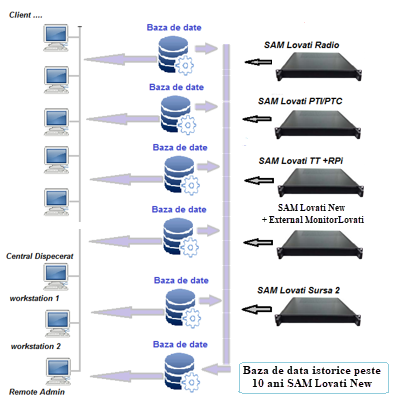 Client ....
Baza de date
SAM Lovati Radio
Baza de date
SAM Lovati PTI/PTC
Baza de date
SAM Lovati TT +RPi
Baza de date
SAM Lovati New
+ External MonitorLovati
Central Dispecerat
Baza de date
SAM Lovati Sursa 2
workstation 1
workstation 2
Baza de date
Baza de data istorice peste
10 ani SAM Lovati New
Remote Admin